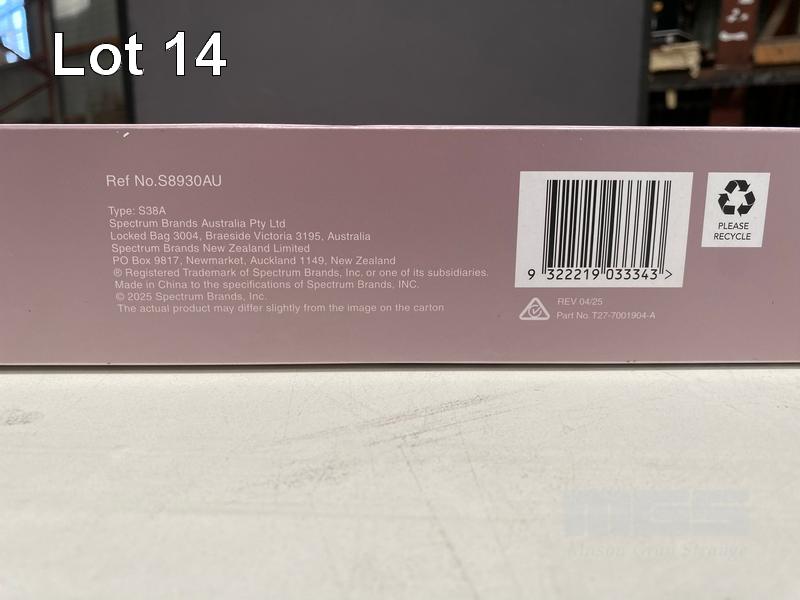 Lot 14
Ref No.S8930AU
Type: S38A
Spectrum Brands Australia Pty Ltd
Locked Bag 3004, Braeside Victoria 3195, Australia
Spectrum Brands New Zealand Limited
PO Box 9817, Newmarket, Auckland 1149, New Zealand
® Registered Trademark of Spectrum Brands, Inc. or one of its subsidiaries.
Made in China to the specifications of Spectrum Brands, INC.
© 2025 Spectrum Brands, Inc.
The actual product may differ slightly from the image on the carton
9 322219 033343 >
PLEASE
RECYCLE
REV 04/25
Part No. T27-7001904-A
MGS
Mason Gray Strange